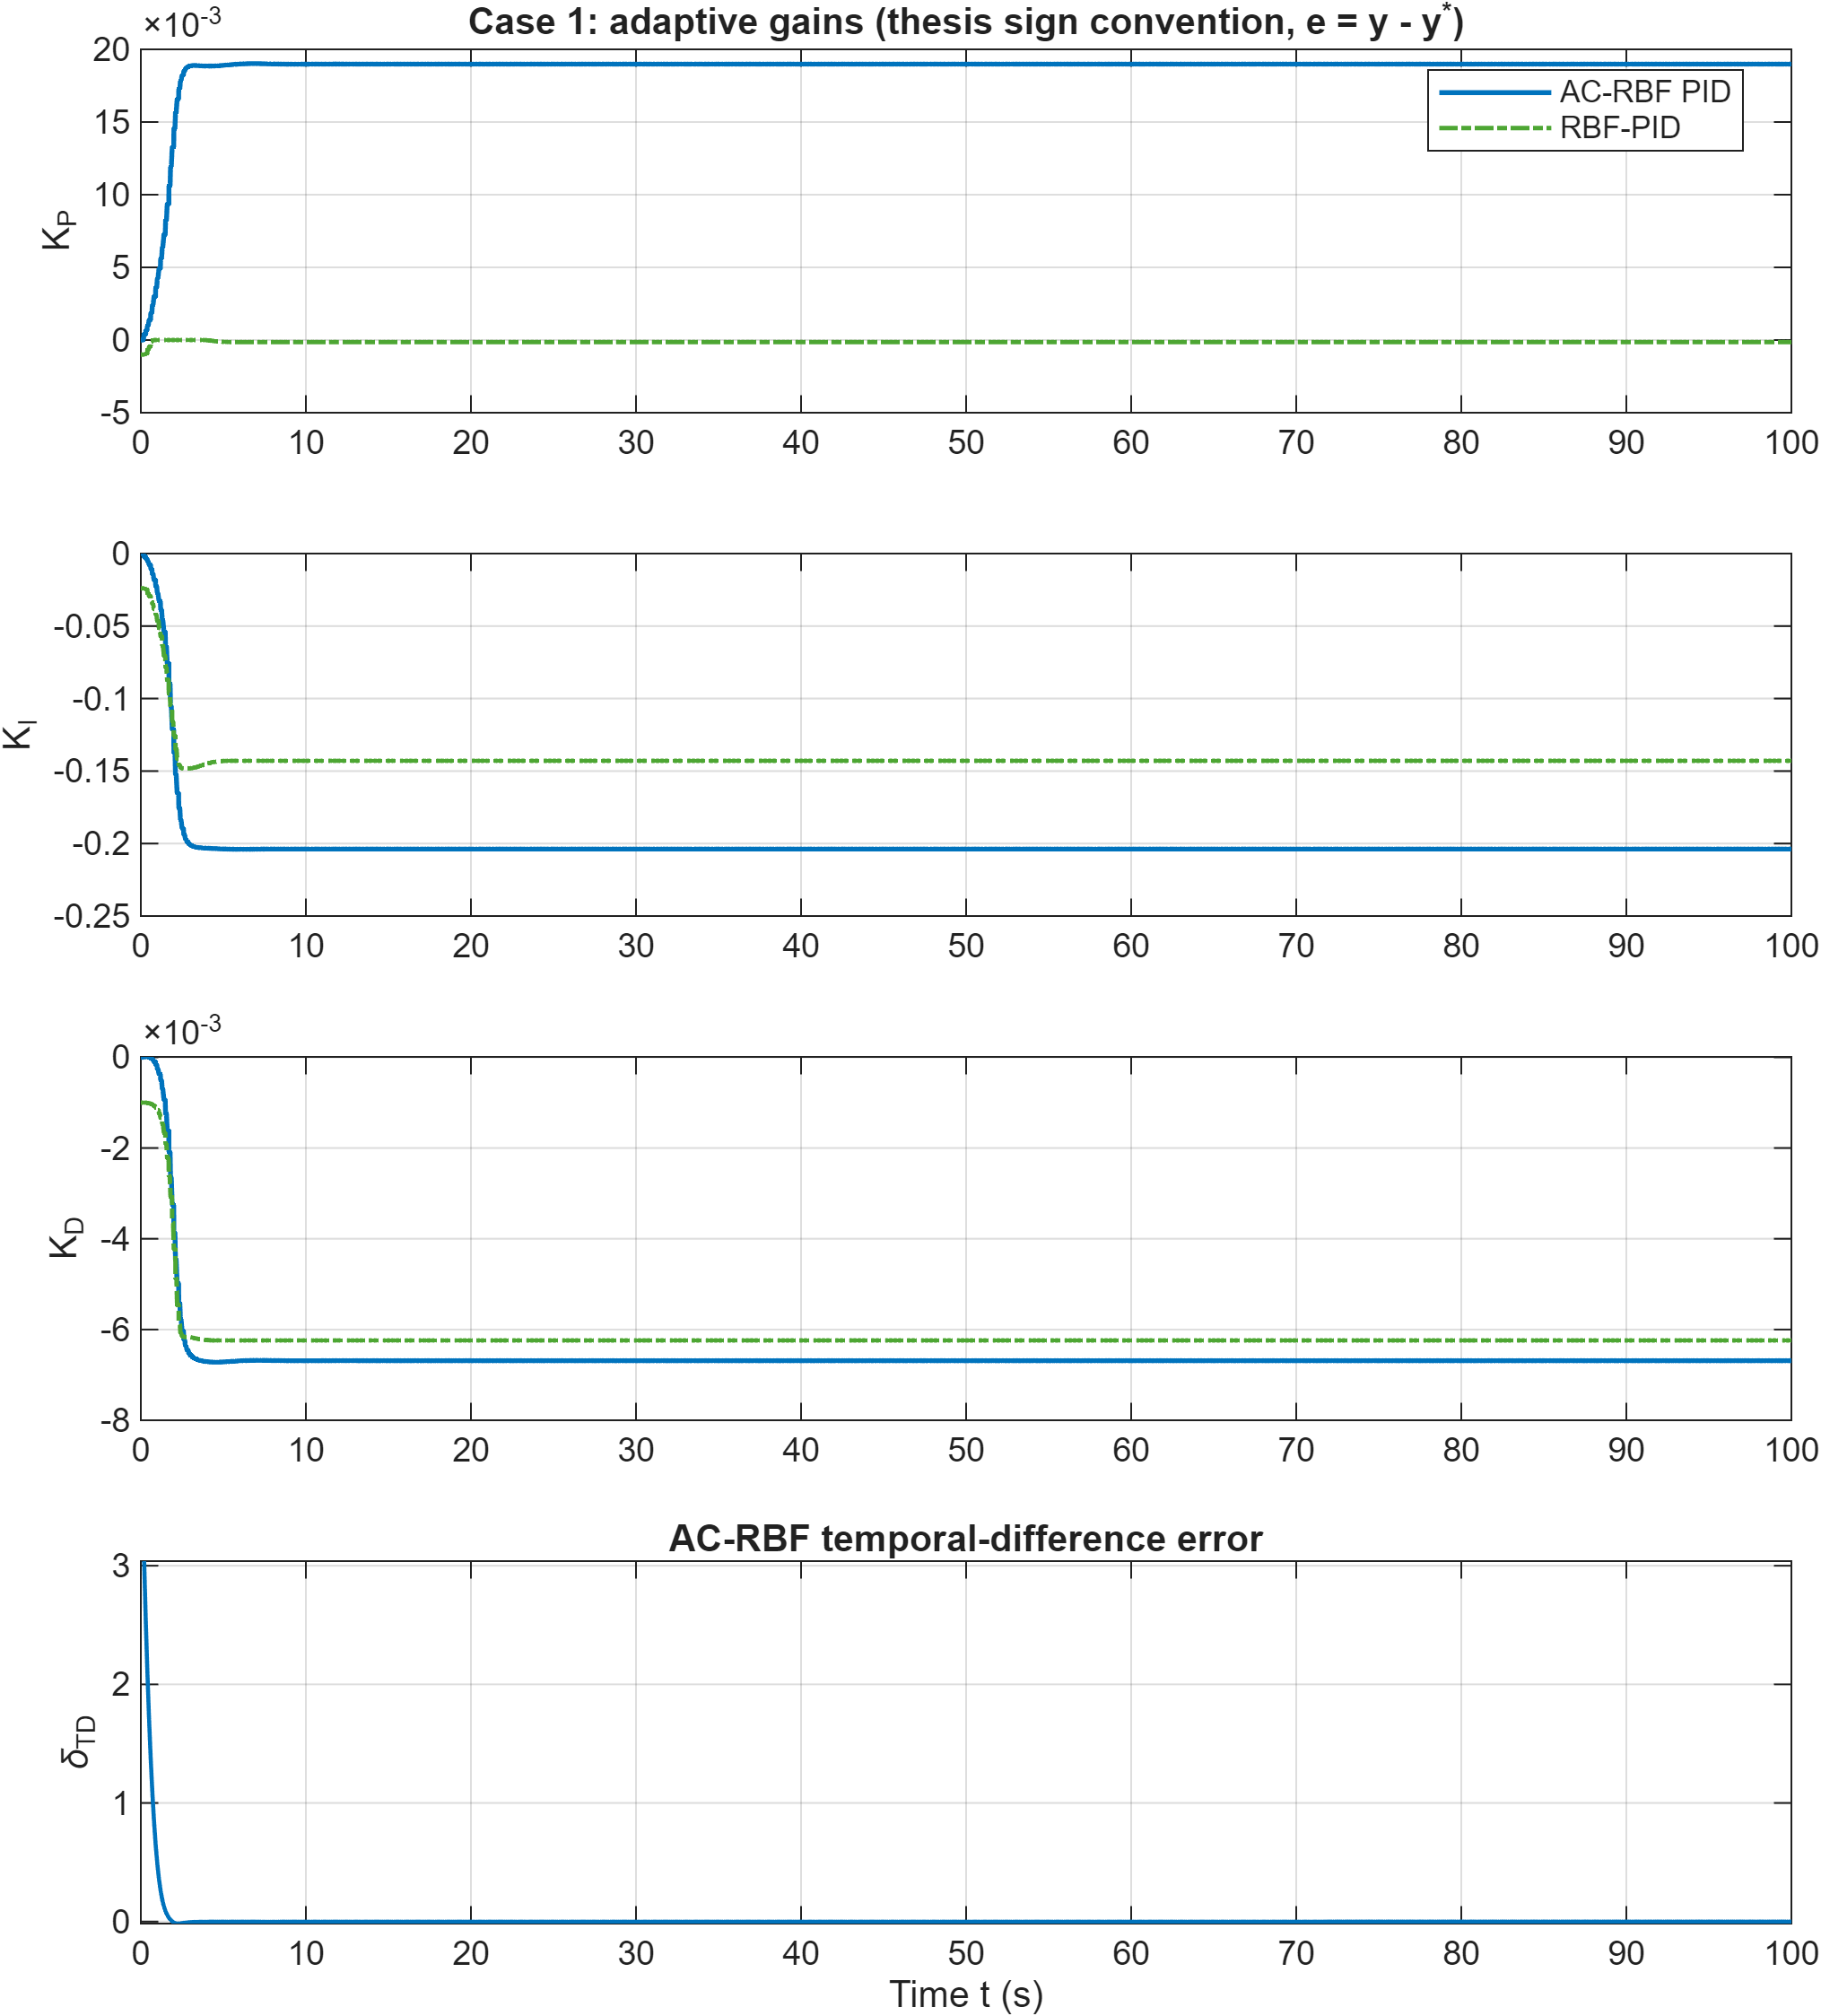 Case 1: adaptive gains (thesis sign convention, e = y - y*)
×10-3
20
15
10
5
0
-5
KP
AC-RBF PID
RBF-PID
0 10 20 30 40 50 60 70 80 90 100
0
-0.05
-0.1
-0.15
-0.2
-0.25
KI
0 10 20 30 40 50 60 70 80 90 100
×10-3
0
-2
-4
-6
-8
KD
0 10 20 30 40 50 60 70 80 90 100
AC-RBF temporal-difference error
3
2
1
0
δTD
0 10 20 30 40 50 60 70 80 90 100
Time t (s)